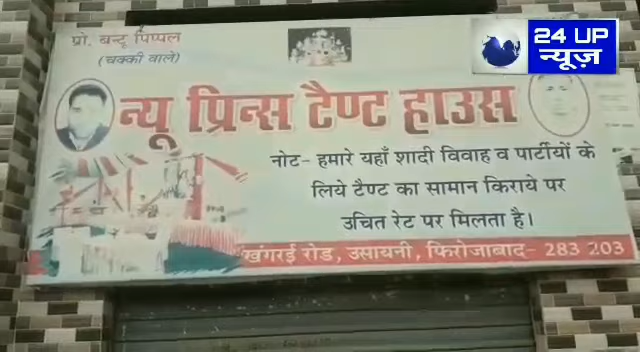 प्रो. बन्टू पिप्पल
(चक्की वाले)
24 UP
न्यूज़
न्यू प्रिन्स टैण्ट हाउस
नोट- हमारे यहाँ शादी विवाह व पार्टीयों के
लिये टैण्ट का सामान किराये पर
उचित रेट पर मिलता है।
खंगरई रोड, उसायनी, फिरोजाबाद- 283 203